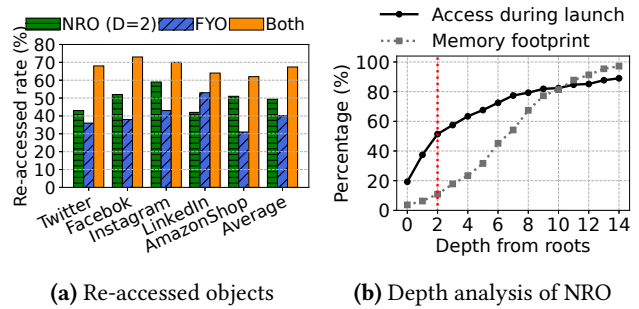 NRO (D=2) FYO Both
Re-accessed rate (%)
80
70
60
50
40
30
20
10
0
Twitter
Facebok
Instagram
LinkedIn
AmazonShop
Average
(a) Re-accessed objects
Access during launch
Memory footprint
Percentage (%)
100
80
60
40
20
0
0 2 4 6 8 10 12 14
Depth from roots
(b) Depth analysis of NRO